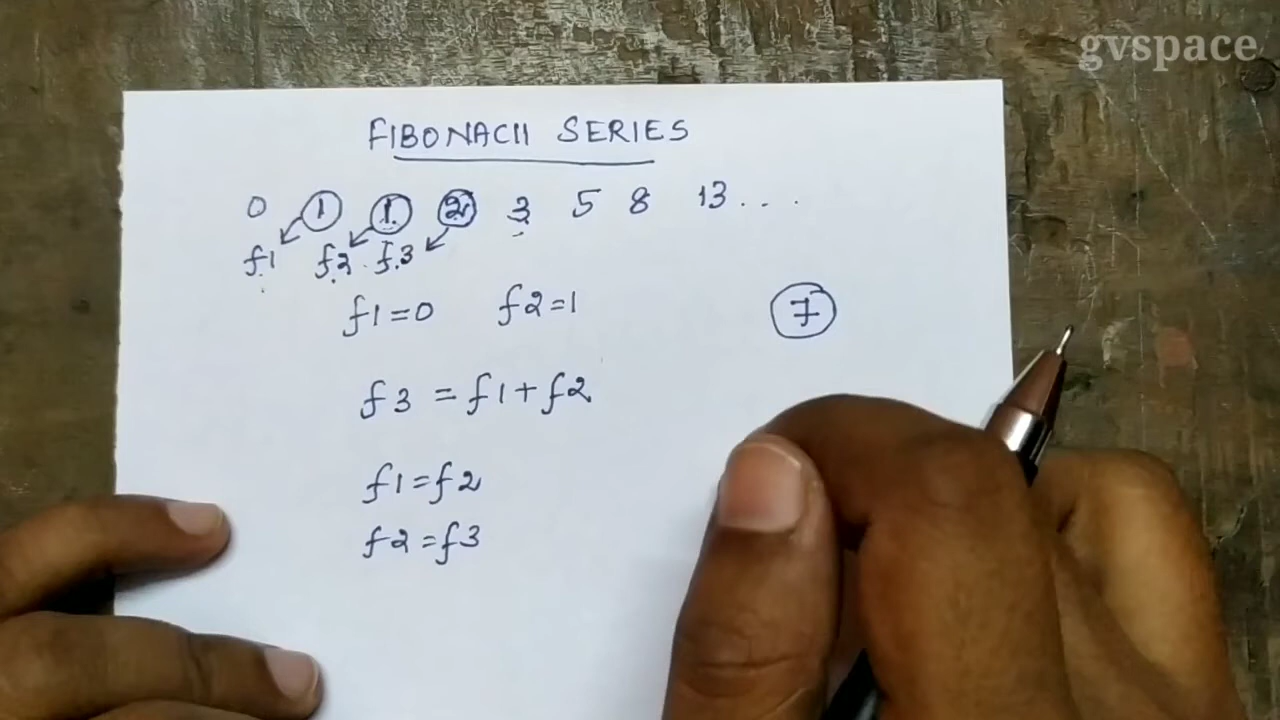 gvspace
FIBONACII SERIES
0 1 1 2 3 5 8 13 . . .
f1 f2 f3
f1=0 f2=1
7
f3 = f1+f2
f1=f2
f2=f3